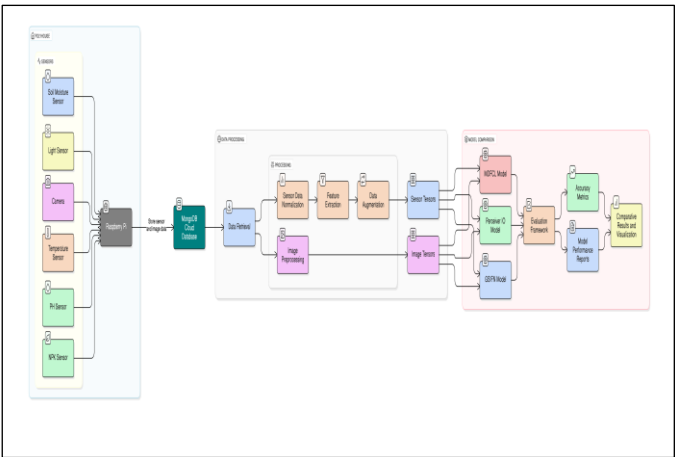 POLYHOUSE
SENSORS
Soil Moisture
Sensor
Light Sensor
Camera
Temperature
Sensor
PH Sensor
NPK Sensor
Raspberry Pi
Store sensor
and image data
MongoDB
Cloud
Database
DATA PROCESSING
Data Retrieval
PROCESSING
Sensor Data
Normalization
Feature
Extraction
Data
Augmentation
Image
Preprocessing
Sensor Tensors
Image Tensors
MODEL COMPARISON
Model
Perceiver IO
Model
Model
Evaluation
Framework
Accuracy
Metrics
Model
Performance
Reports
Comparative
Results and
Visualization